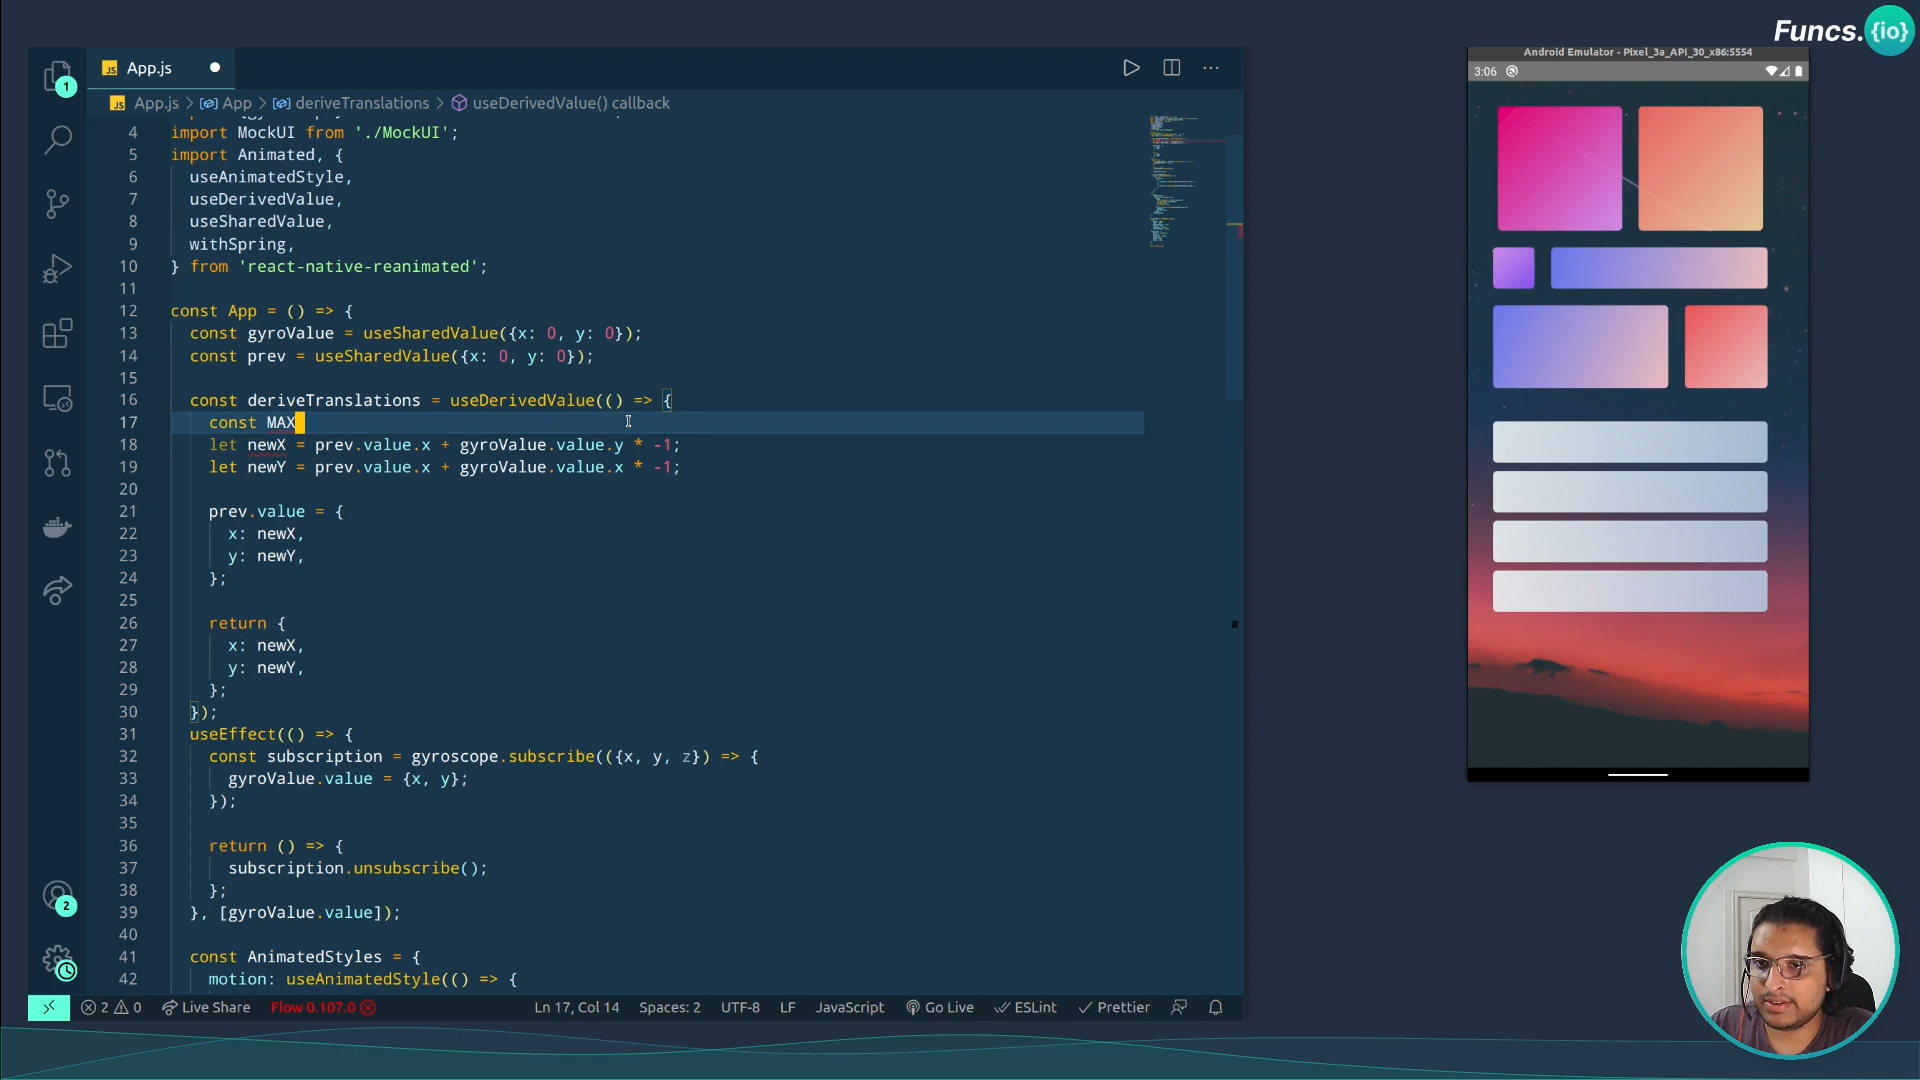 Funcs.{io}
Android Emulator - Pixel_3a_API_30_x86:5554
3:06
JS App.js
JS App.js > App > deriveTranslations > useDerivedValue() callback
4 import MockUI from './MockUI';
5 import Animated, {
6 useAnimatedStyle,
7 useDerivedValue,
8 useSharedValue,
9 withSpring,
10 } from 'react-native-reanimated';
11
12 const App = () => {
13 const gyroValue = useSharedValue({x: 0, y: 0});
14 const prev = useSharedValue({x: 0, y: 0});
15
16 const deriveTranslations = useDerivedValue(() => {
17 const MAX
18 let newX = prev.value.x + gyroValue.value.y * -1;
19 let newY = prev.value.x + gyroValue.value.x * -1;
20
21 prev.value = {
22 x: newX,
23 y: newY,
24 };
25
26 return {
27 x: newX,
28 y: newY,
29 };
30 });
31 useEffect(() => {
32 const subscription = gyroscope.subscribe(({x, y, z}) => {
33 gyroValue.value = {x, y};
34 });
35
36 return () => {
37 subscription.unsubscribe();
38 };
39 }, [gyroValue.value]);
40
41 const AnimatedStyles = {
42 motion: useAnimatedStyle(() => {
1
2
2 0 Live Share Flow 0.107.0 Ln 17, Col 14 Spaces: 2 UTF-8 LF JavaScript Go Live ESLint Prettier